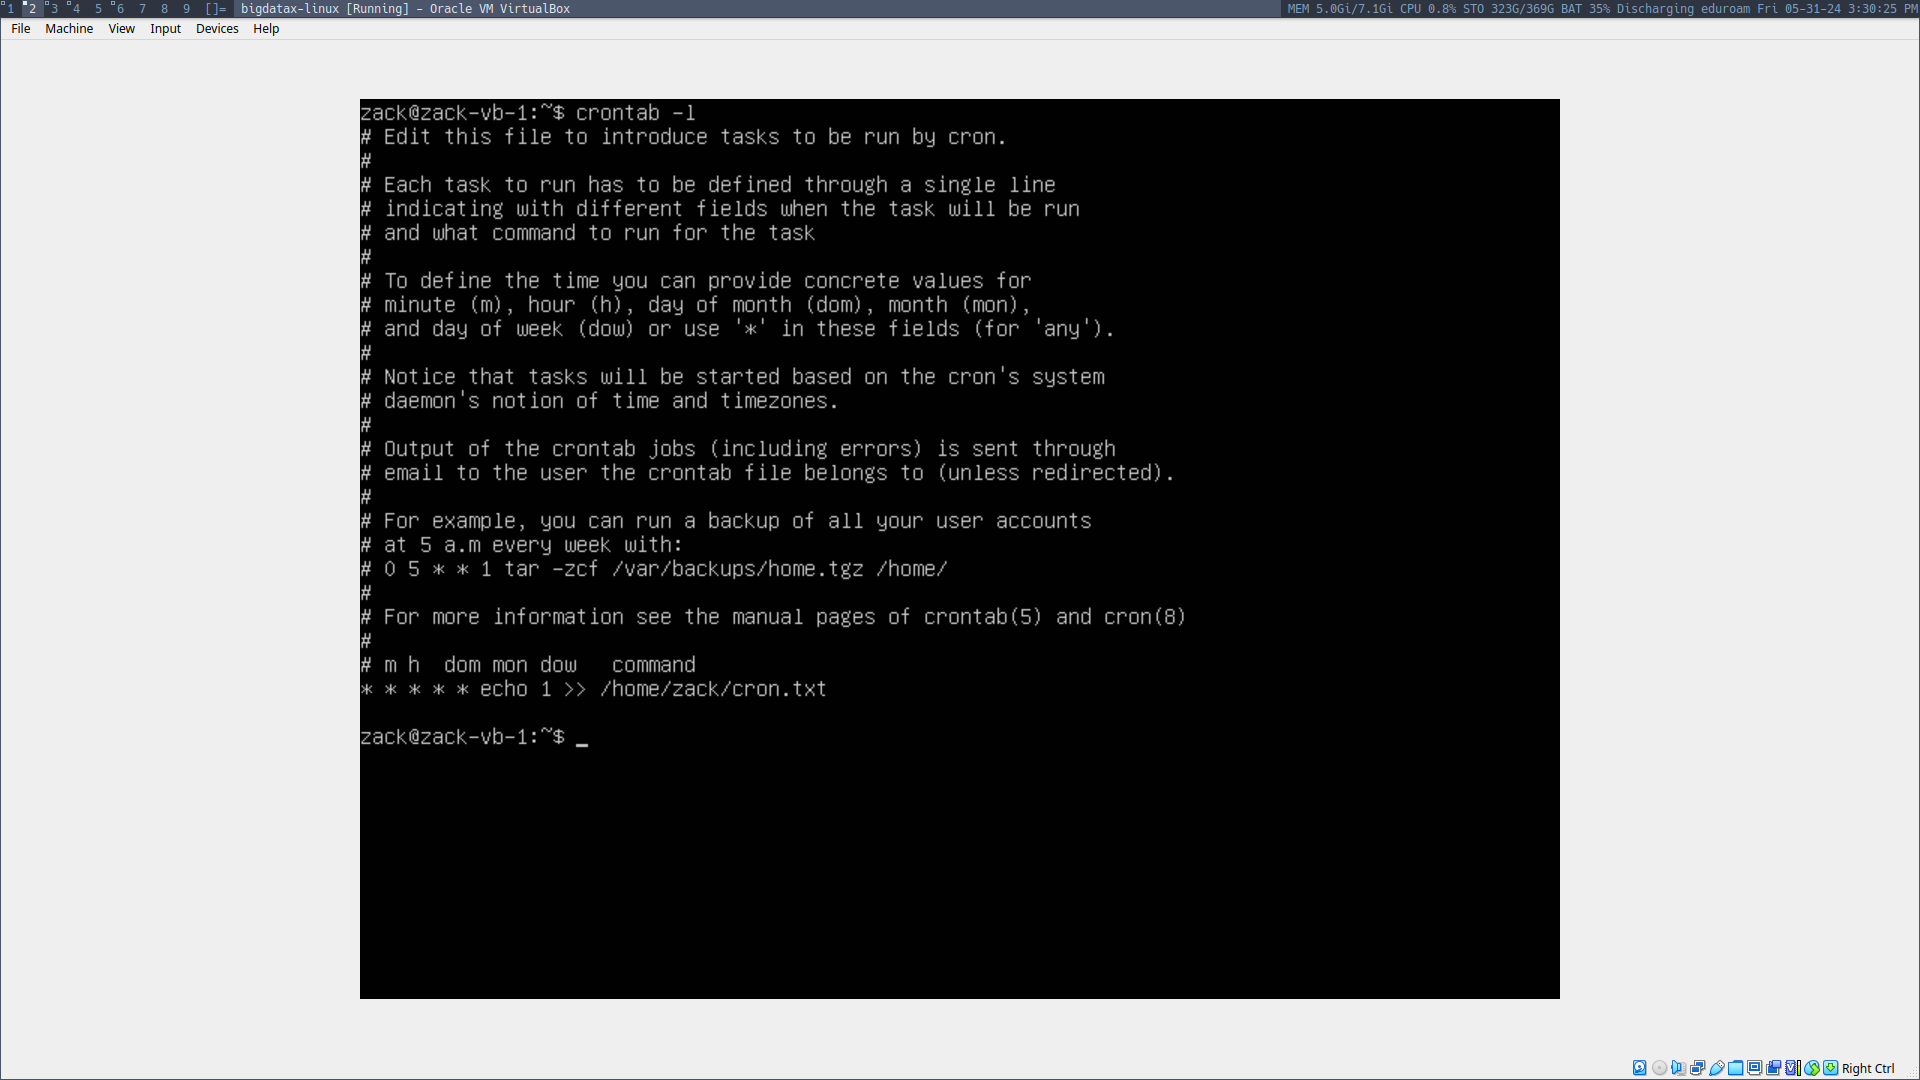 1 2 3 4 5 6 7 8 9 []= bigdatax-linux [Running] - Oracle VM VirtualBox MEM 5.0Gi/7.1Gi CPU 0.8% STO 323G/369G BAT 35% Discharging eduroam Fri 05-31-24 3:30:25 PM
File Machine View Input Devices Help
zack@zack-vb-1:~$ crontab -l
# Edit this file to introduce tasks to be run by cron.
#
# Each task to run has to be defined through a single line
# indicating with different fields when the task will be run
# and what command to run for the task
#
# To define the time you can provide concrete values for
# minute (m), hour (h), day of month (dom), month (mon),
# and day of week (dow) or use '*' in these fields (for 'any').
#
# Notice that tasks will be started based on the cron's system
# daemon's notion of time and timezones.
#
# Output of the crontab jobs (including errors) is sent through
# email to the user the crontab file belongs to (unless redirected).
#
# For example, you can run a backup of all your user accounts
# at 5 a.m every week with:
# 0 5 * * 1 tar -zcf /var/backups/home.tgz /home/
#
# For more information see the manual pages of crontab(5) and cron(8)
#
# m h  dom mon dow   command
* * * * * echo 1 >> /home/zack/cron.txt
zack@zack-vb-1:~$ _
Right Ctrl